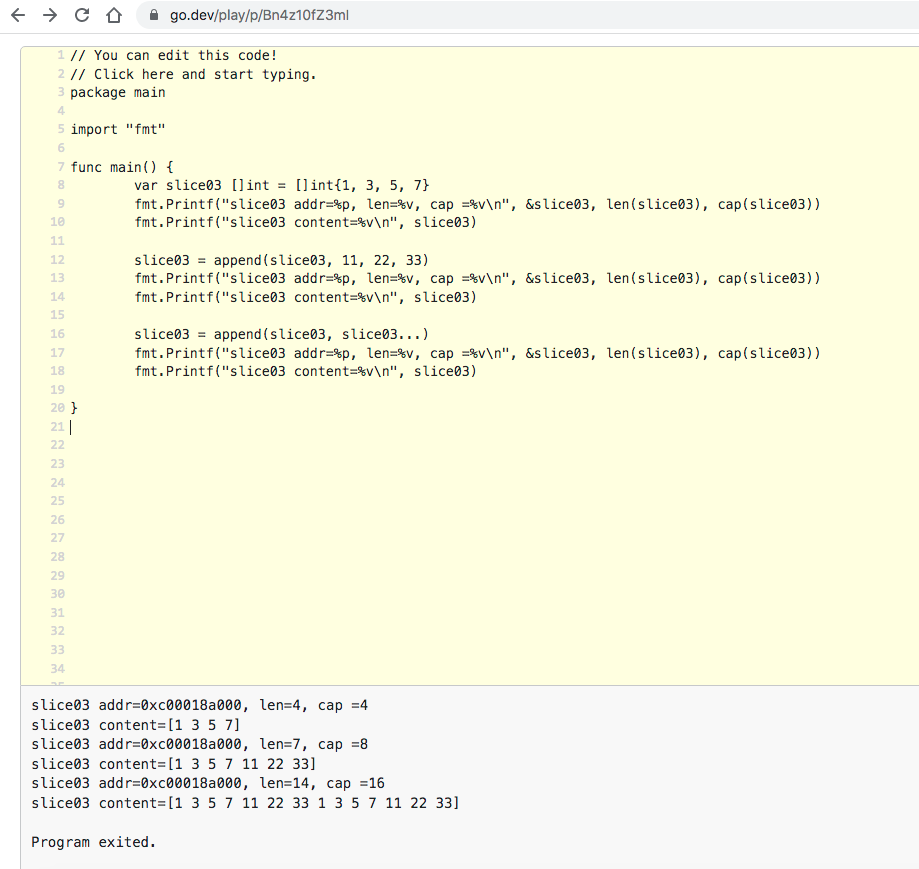 go.dev/play/p/Bn4z10fZ3ml
1 // You can edit this code!
2 // Click here and start typing.
3 package main
4
5 import "fmt"
6
7 func main() {
8 var slice03 []int = []int{1, 3, 5, 7}
9 fmt.Printf("slice03 addr=%p, len=%v, cap =%v\n", &slice03, len(slice03), cap(slice03))
10 fmt.Printf("slice03 content=%v\n", slice03)
11
12 slice03 = append(slice03, 11, 22, 33)
13 fmt.Printf("slice03 addr=%p, len=%v, cap =%v\n", &slice03, len(slice03), cap(slice03))
14 fmt.Printf("slice03 content=%v\n", slice03)
15
16 slice03 = append(slice03, slice03...)
17 fmt.Printf("slice03 addr=%p, len=%v, cap =%v\n", &slice03, len(slice03), cap(slice03))
18 fmt.Printf("slice03 content=%v\n", slice03)
19
20 }
21
22
23
24
25
26
27
28
29
30
31
32
33
34
slice03 addr=0xc00018a000, len=4, cap =4
slice03 content=[1 3 5 7]
slice03 addr=0xc00018a000, len=7, cap =8
slice03 content=[1 3 5 7 11 22 33]
slice03 addr=0xc00018a000, len=14, cap =16
slice03 content=[1 3 5 7 11 22 33 1 3 5 7 11 22 33]
Program exited.